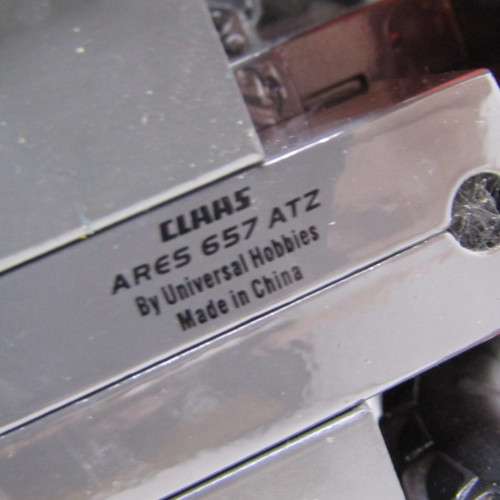 CLAAS
ARES 657 ATZ
By Universal Hobbies
Made in China